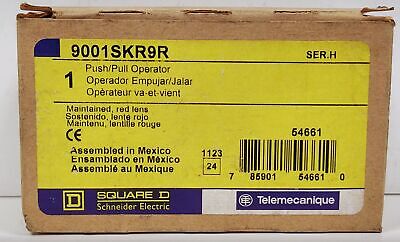 9001SKR9R SER.H
1 Push/Pull Operator
Operador Empujar/Jalar
Opérateur va-et-vient
Maintained, red lens
Sostenido, lente rojo
Maintenu, lentille rouge
CE 54661
Assembled in Mexico 1123
Ensamblado en México 24
Assemblé au Mexique 7 85901 54661 0
D SQUARE D Telemecanique
Schneider Electric